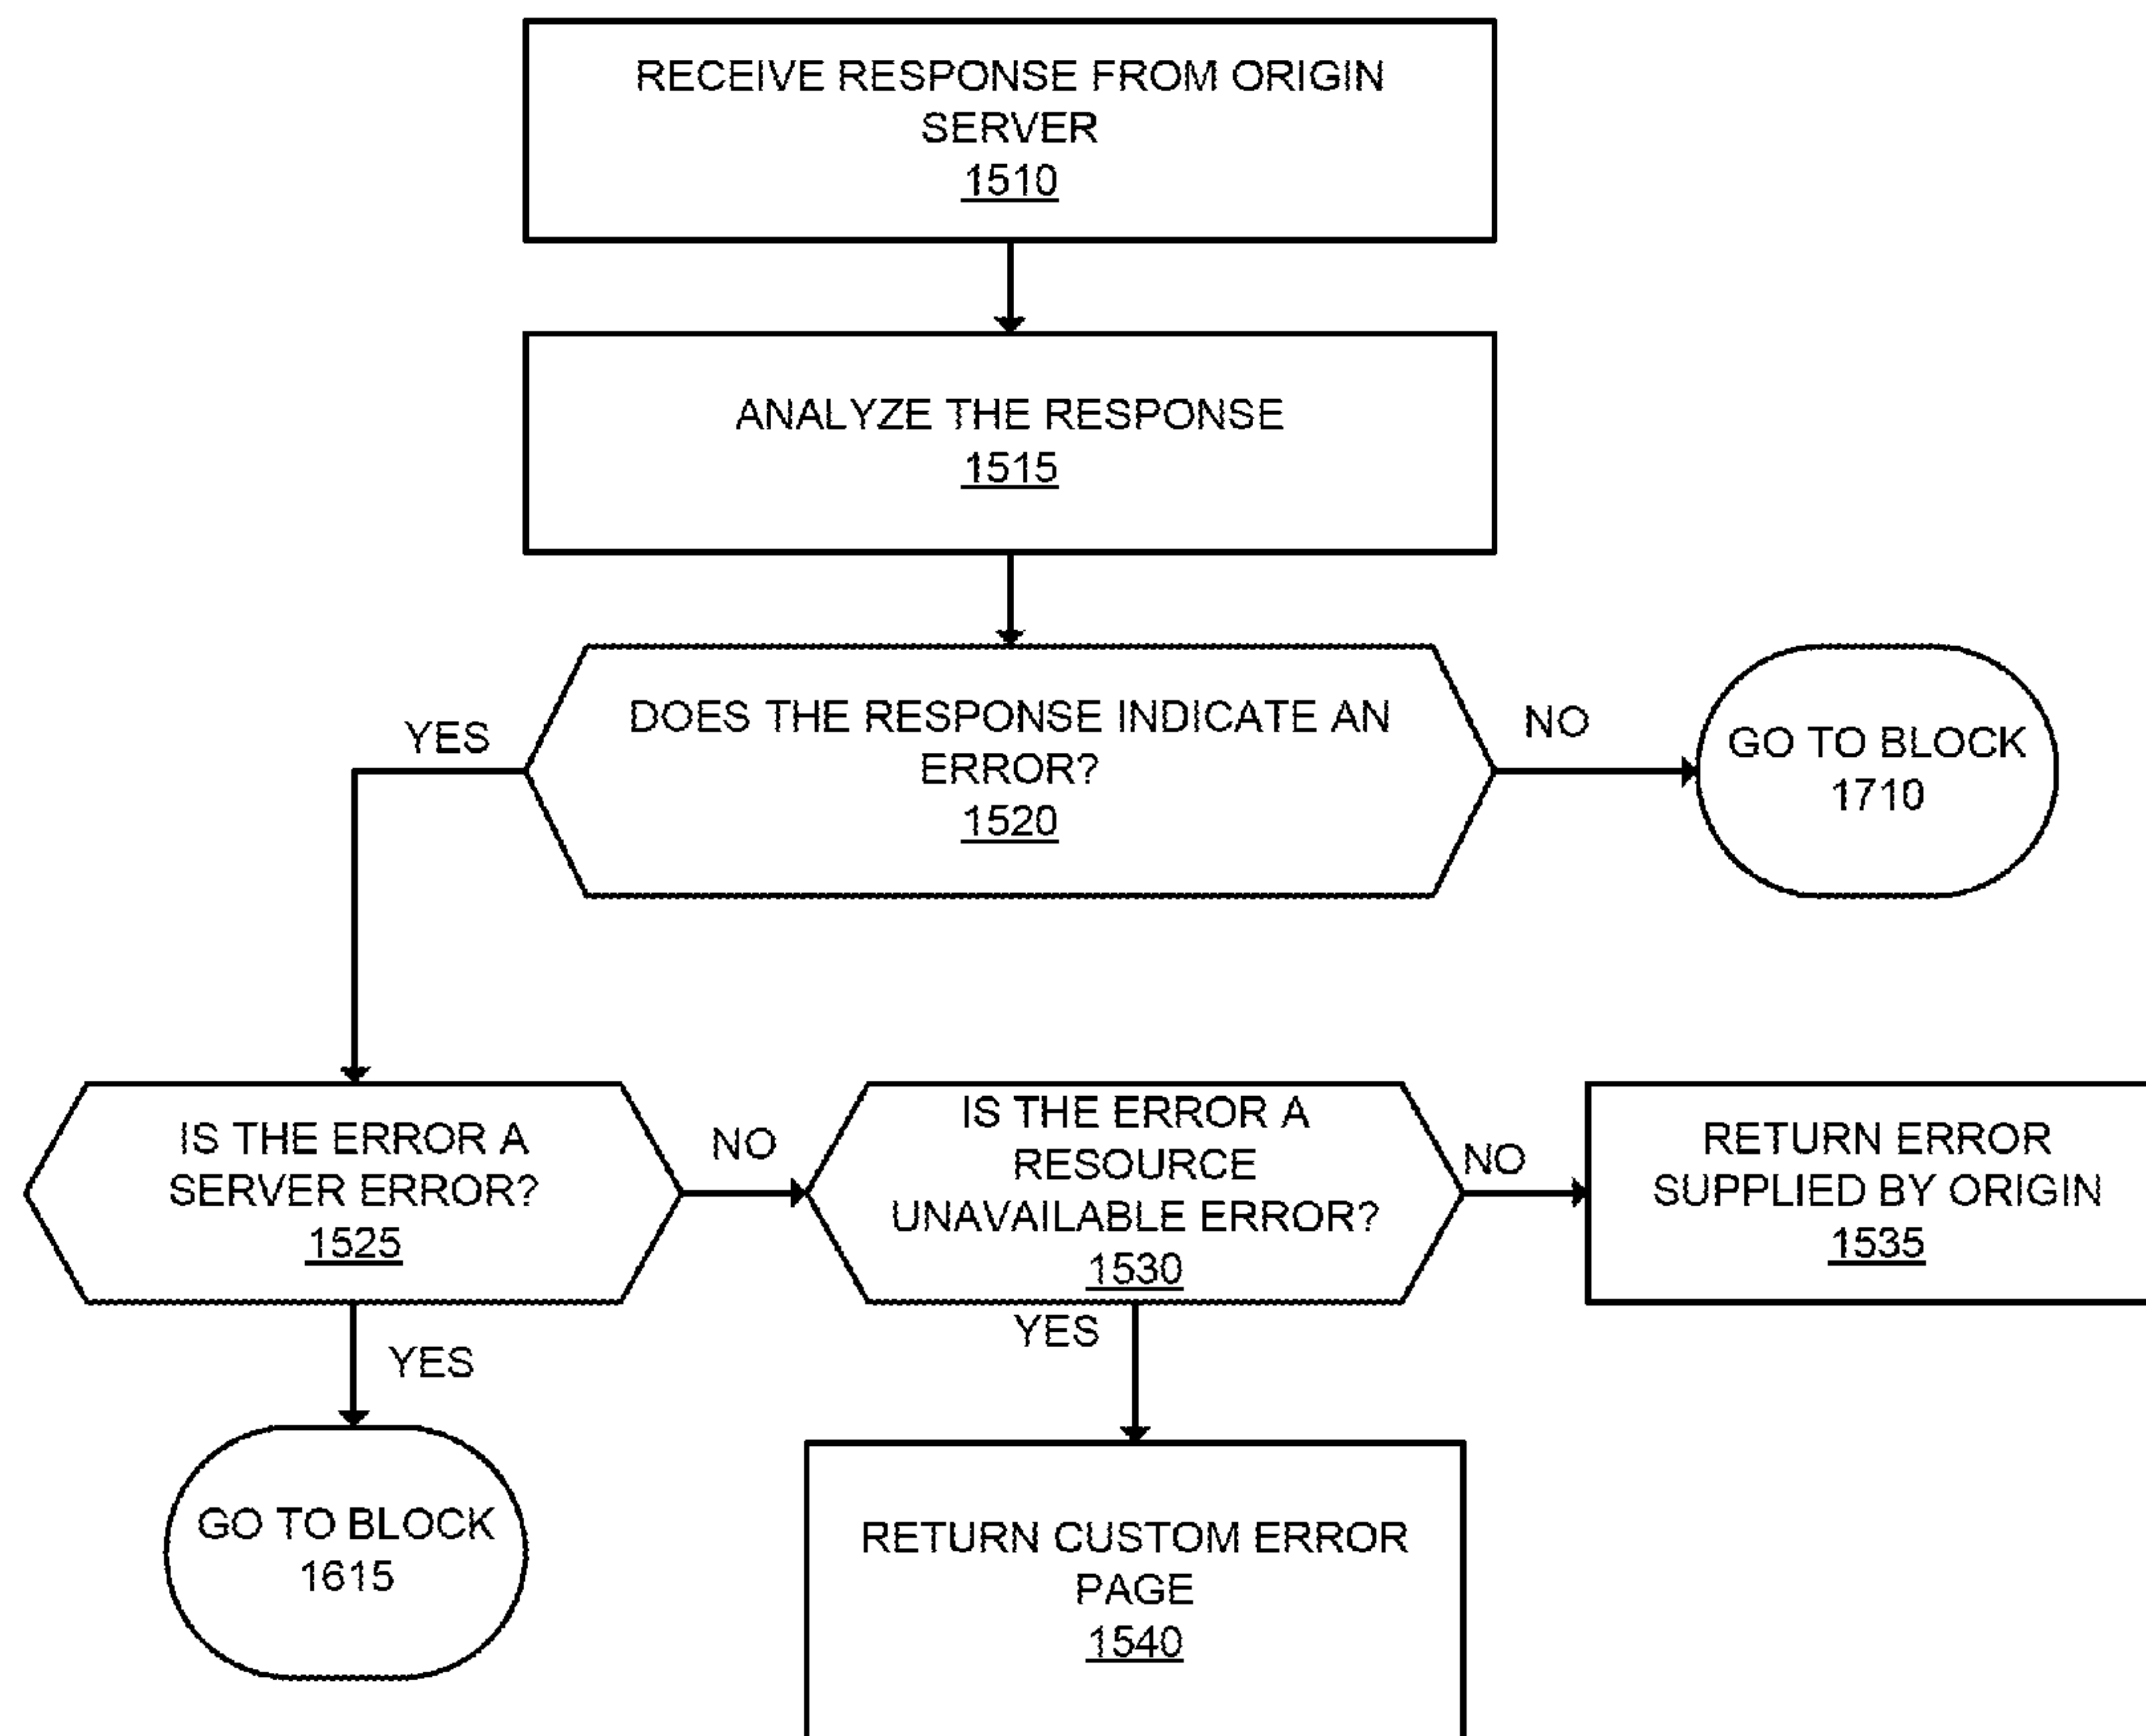 RECEIVE RESPONSE FROM ORIGIN
SERVER
1510
ANALYZE THE RESPONSE
1515
DOES THE RESPONSE INDICATE AN
ERROR?
1520
YES
NO
GO TO BLOCK
1710
IS THE ERROR A
SERVER ERROR?
1525
NO
IS THE ERROR A
RESOURCE
UNAVAILABLE ERROR?
1530
NO
RETURN ERROR
SUPPLIED BY ORIGIN
1535
YES
GO TO BLOCK
1615
YES
RETURN CUSTOM ERROR
PAGE
1540